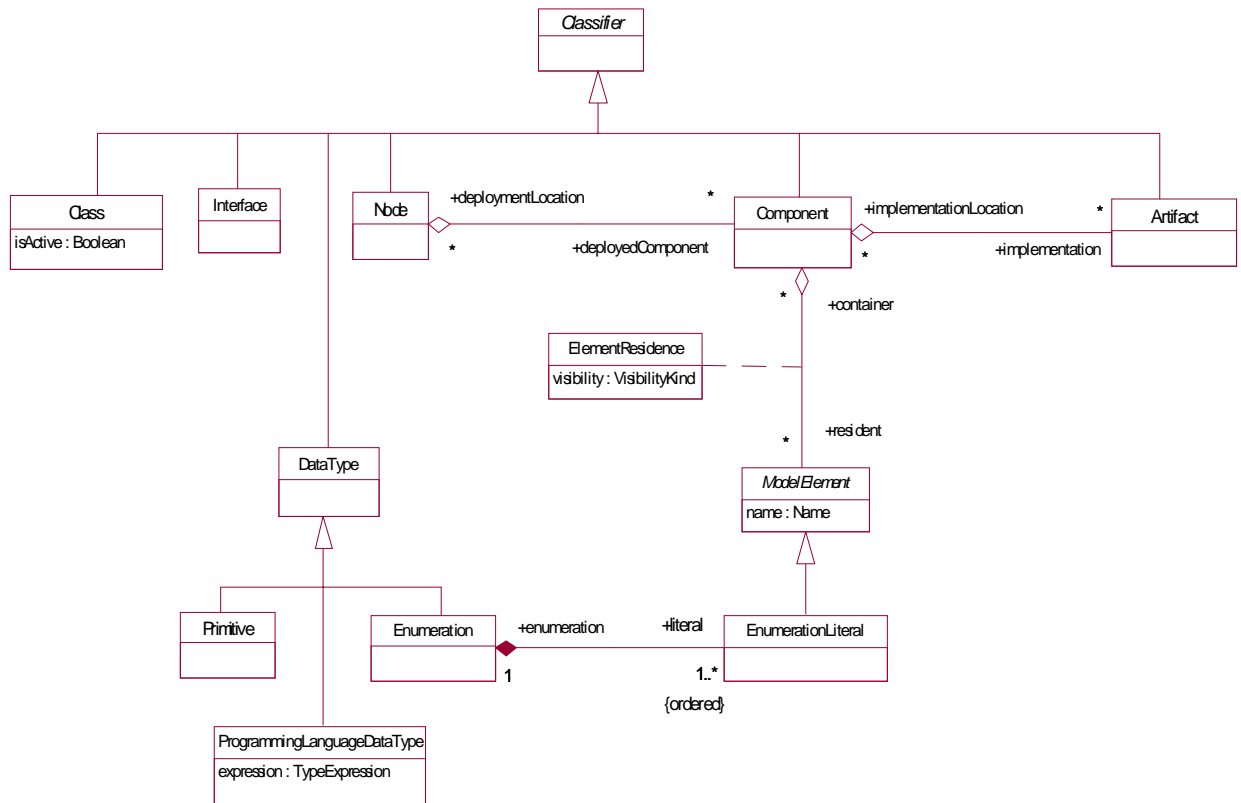 Classifier
Class
isActive : Boolean
Interface
Node
+deploymentLocation
*
*
+deployedComponent
Component
+implementationLocation
*
*
+implementation
Artifact
*
+container
ElementResidence
visibility : VisibilityKind
+resident
*
DataType
ModelElement
name : Name
Primitive
Enumeration
+enumeration
+literal
1
1..*
{ordered}
EnumerationLiteral
ProgrammingLanguageDataType
expression : TypeExpression